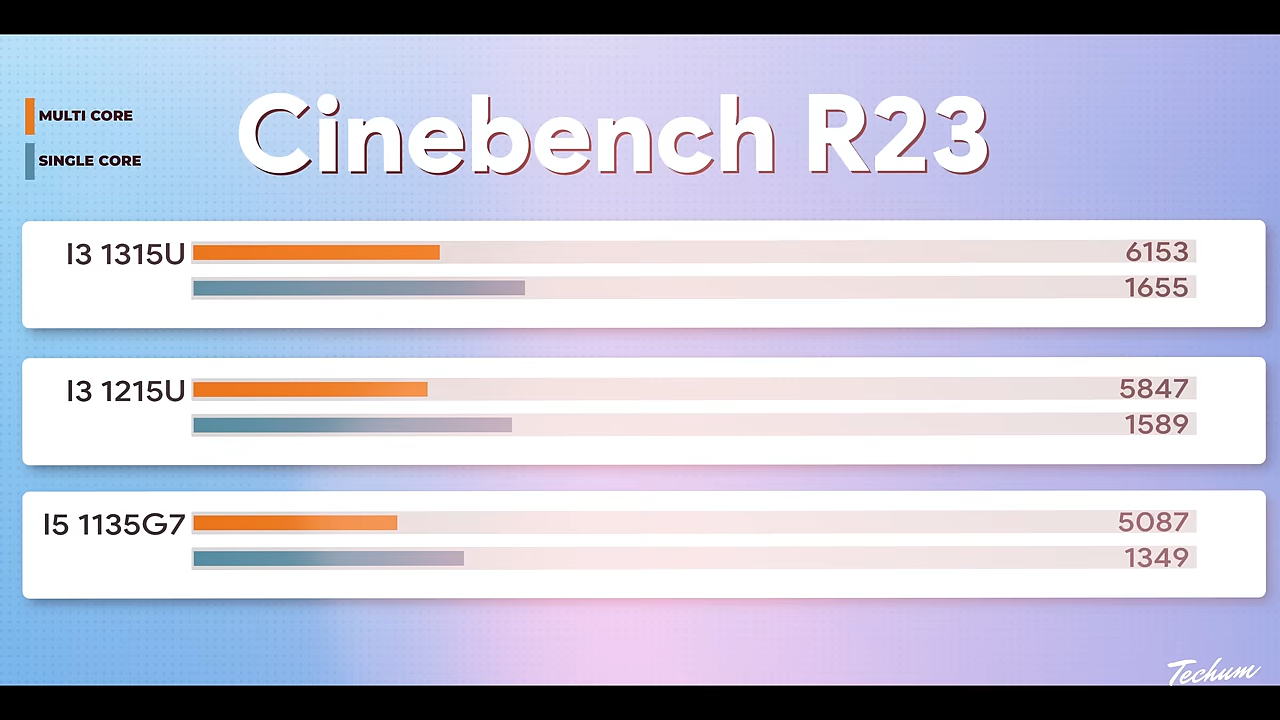 MULTI CORE
SINGLE CORE
Cinebench R23
I3 1315U
6153
1655
I3 1215U
5847
1589
I5 1135G7
5087
1349
Techum